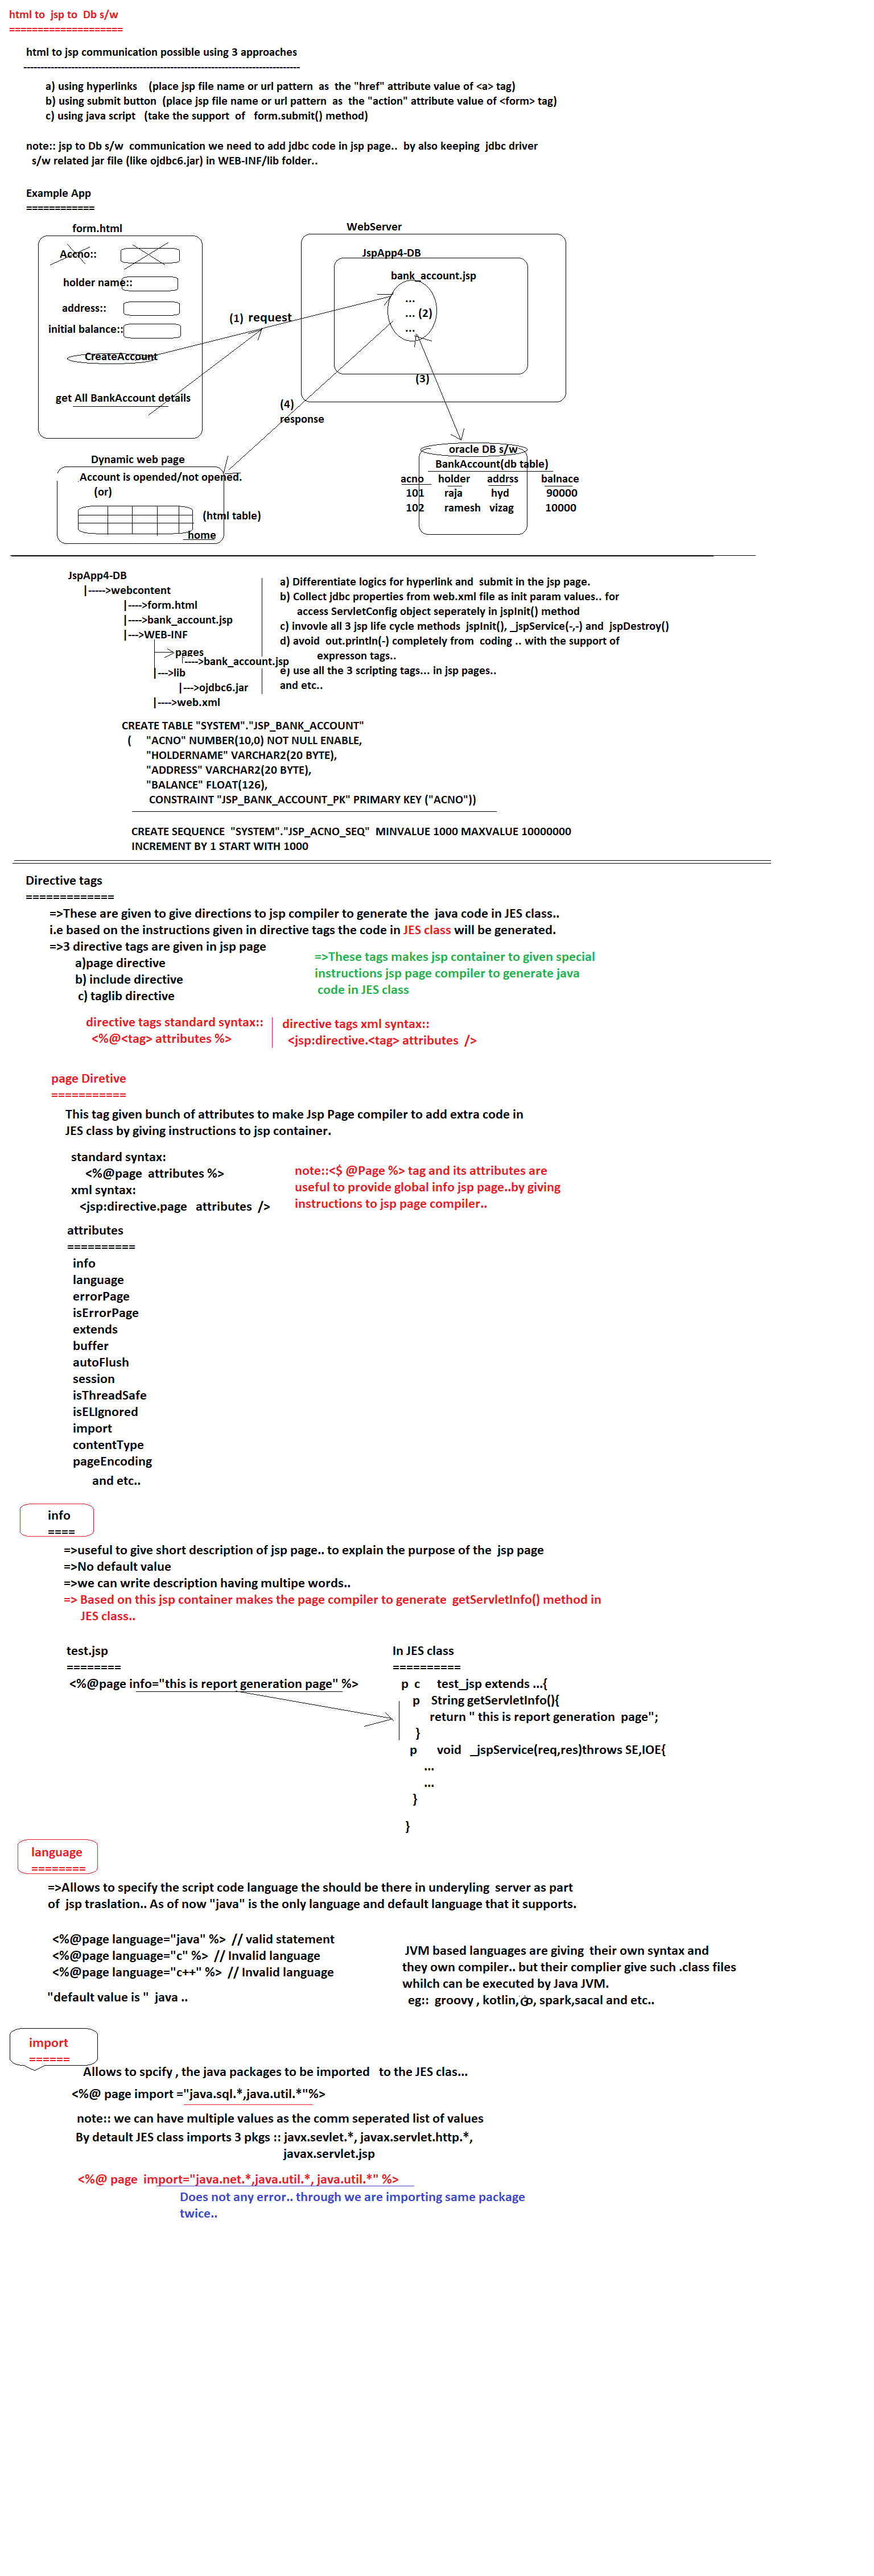 html to  jsp to  Db s/w
====================
html to jsp communication possible using 3 approaches
---------------------------------------------------------------------------------
a) using hyperlinks    (place jsp file name or url pattern  as  the "href" attribute value of <a> tag)
b) using submit button  (place jsp file name or url pattern  as  the "action" attribute value of <form> tag)
c) using java script   (take the support  of   form.submit() method)
note:: jsp to Db s/w  communication we need to add jdbc code in jsp page..  by also keeping  jdbc driver
s/w related jar file (like ojdbc6.jar) in WEB-INF/lib folder..
Example App
============
form.html
Accno::
holder name::
address::
initial balance::
CreateAccount
get All BankAccount details
(1)  request
WebServer
JspApp4-DB
bank_account.jsp
...
... (2)
...
(3)
(4)
response
oracle DB s/w
BankAccount(db table)
acno    holder    addrss    balnace
101    raja    hyd    90000
102    ramesh   vizag    10000
Dynamic web page
Account is opended/not opened.
(or)
(html table)
home
JspApp4-DB
|----->webcontent
|---->form.html
|---->bank_account.jsp
|--->WEB-INF
pages
---->bank_account.jsp
|--->lib
|--->ojdbc6.jar
|---->web.xml
a) Differentiate logics for hyperlink and  submit in the jsp page.
b) Collect jdbc properties from web.xml file as init param values.. for
access ServletConfig object seperately in jspInit() method
c) invovle all 3 jsp life cycle methods  jspInit(), _jspService(-,-) and  jspDestroy()
d) avoid  out.println(-) completely from  coding .. with the support of
expresson tags..
e) use all the 3 scripting tags... in jsp pages..
and etc..
CREATE TABLE "SYSTEM"."JSP_BANK_ACCOUNT"
(     "ACNO" NUMBER(10,0) NOT NULL ENABLE,
"HOLDERNAME" VARCHAR2(20 BYTE),
"ADDRESS" VARCHAR2(20 BYTE),
"BALANCE" FLOAT(126),
CONSTRAINT "JSP_BANK_ACCOUNT_PK" PRIMARY KEY ("ACNO"))
CREATE SEQUENCE  "SYSTEM"."JSP_ACNO_SEQ"  MINVALUE 1000 MAXVALUE 10000000
INCREMENT BY 1 START WITH 1000
Directive tags
=============
=>These are given to give directions to jsp compiler to generate the  java code in JES class..
i.e based on the instructions given in directive tags the code in JES class will be generated.
=>3 directive tags are given in jsp page
a)page directive
b) include directive
c) taglib directive
=>These tags makes jsp container to given special
instructions jsp page compiler to generate java
code in JES class
directive tags standard syntax::
<%@<tag> attributes %>
directive tags xml syntax::
<jsp:directive.<tag> attributes  />
page Diretive
===========
This tag given bunch of attributes to make Jsp Page compiler to add extra code in
JES class by giving instructions to jsp container.
standard syntax:
<%@page  attributes %>
xml syntax:
<jsp:directive.page   attributes  />
note::<$ @Page %> tag and its attributes are
useful to provide global info jsp page..by giving
instructions to jsp page compiler..
attributes
==========
info
language
errorPage
isErrorPage
extends
buffer
autoFlush
session
isThreadSafe
isELIgnored
import
contentType
pageEncoding
and etc..
info
====
=>useful to give short description of jsp page.. to explain the purpose of the  jsp page
=>No default value
=>we can write description having multipe words..
=> Based on this jsp container makes the page compiler to generate  getServletInfo() method in
JES class..
test.jsp
========
<%@page info="this is report generation page" %>
In JES class
==========
p  c     test_jsp extends ...{
p    String getServletInfo(){
return " this is report generation  page";
}
p      void   _jspService(req,res)throws SE,IOE{
...
...
}
}
language
========
=>Allows to specify the script code language the should be there in underyling  server as part
of  jsp traslation.. As of now "java" is the only language and default language that it supports.
<%@page language="java" %>  // valid statement
<%@page language="c" %>  // Invalid language
<%@page language="c++" %>  // Invalid language
"default value is "  java ..
JVM based languages are giving  their own syntax and
they own compiler.. but their complier give such .class files
whilch can be executed by Java JVM.
eg::  groovy , kotlin, , spark,sacal and etc..
import
======
Allows to spcify , the java packages to be imported   to the JES clas...
<%@ page import ="java.sql.*,java.util.*"%>
note:: we can have multiple values as the comm seperated list of values
By detault JES class imports 3 pkgs :: javx.sevlet.*, javax.servlet.http.*,
javax.servlet.jsp
<%@ page  import="java.net.*,java.util.*, java.util.*" %>
Does not any error.. through we are importing same package
twice..